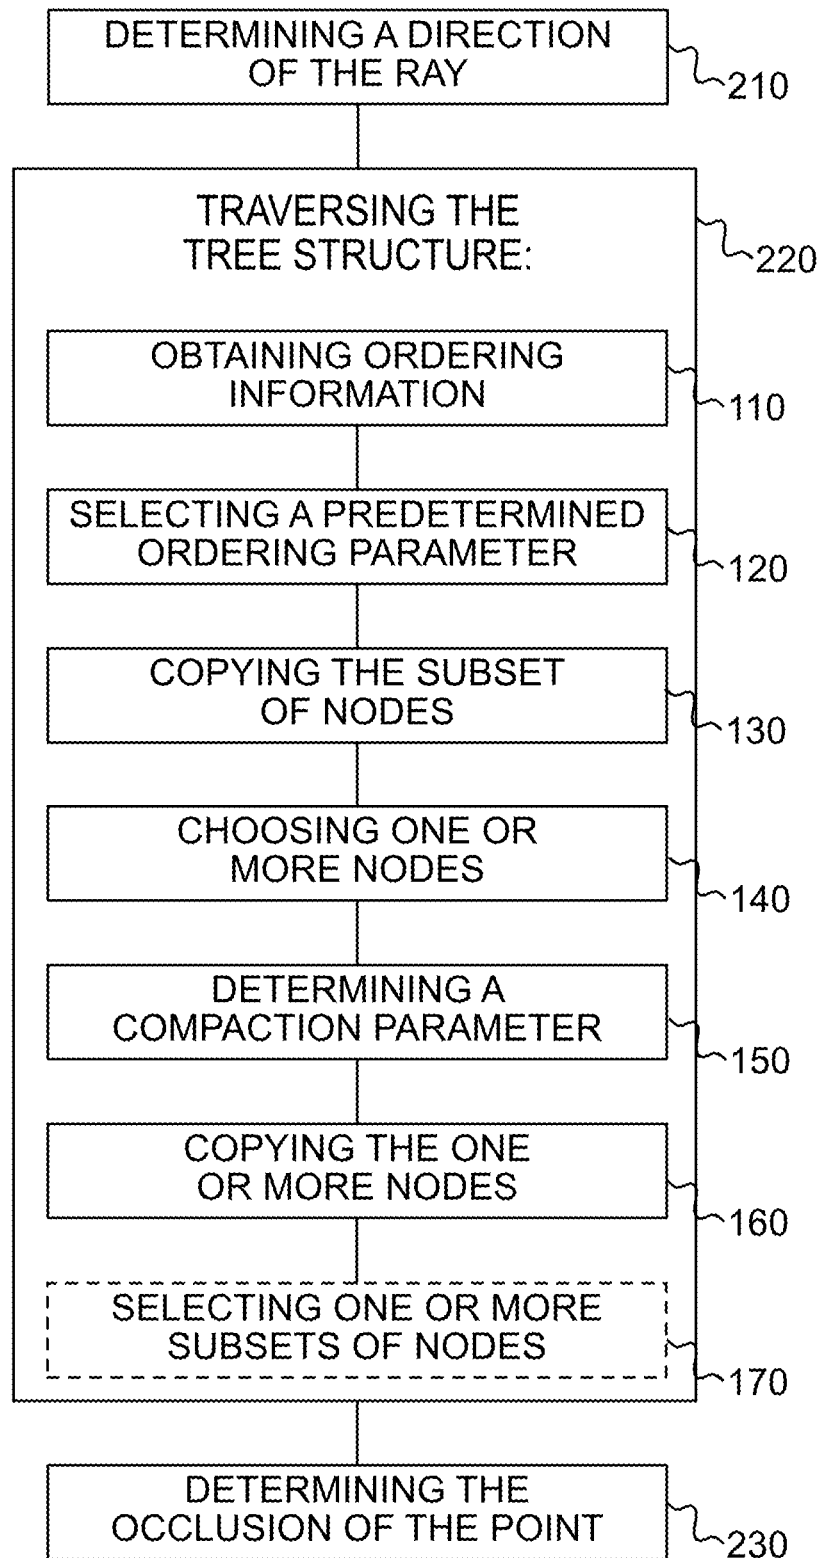 DETERMINING A DIRECTION
OF THE RAY
210
TRAVERSING THE
TREE STRUCTURE:
220
OBTAINING ORDERING
INFORMATION
110
SELECTING A PREDETERMINED
ORDERING PARAMETER
120
COPYING THE SUBSET
OF NODES
130
CHOOSING ONE OR
MORE NODES
140
DETERMINING A
COMPACTION PARAMETER
150
COPYING THE ONE
OR MORE NODES
160
SELECTING ONE OR MORE
SUBSETS OF NODES
170
DETERMINING THE
OCCLUSION OF THE POINT
230